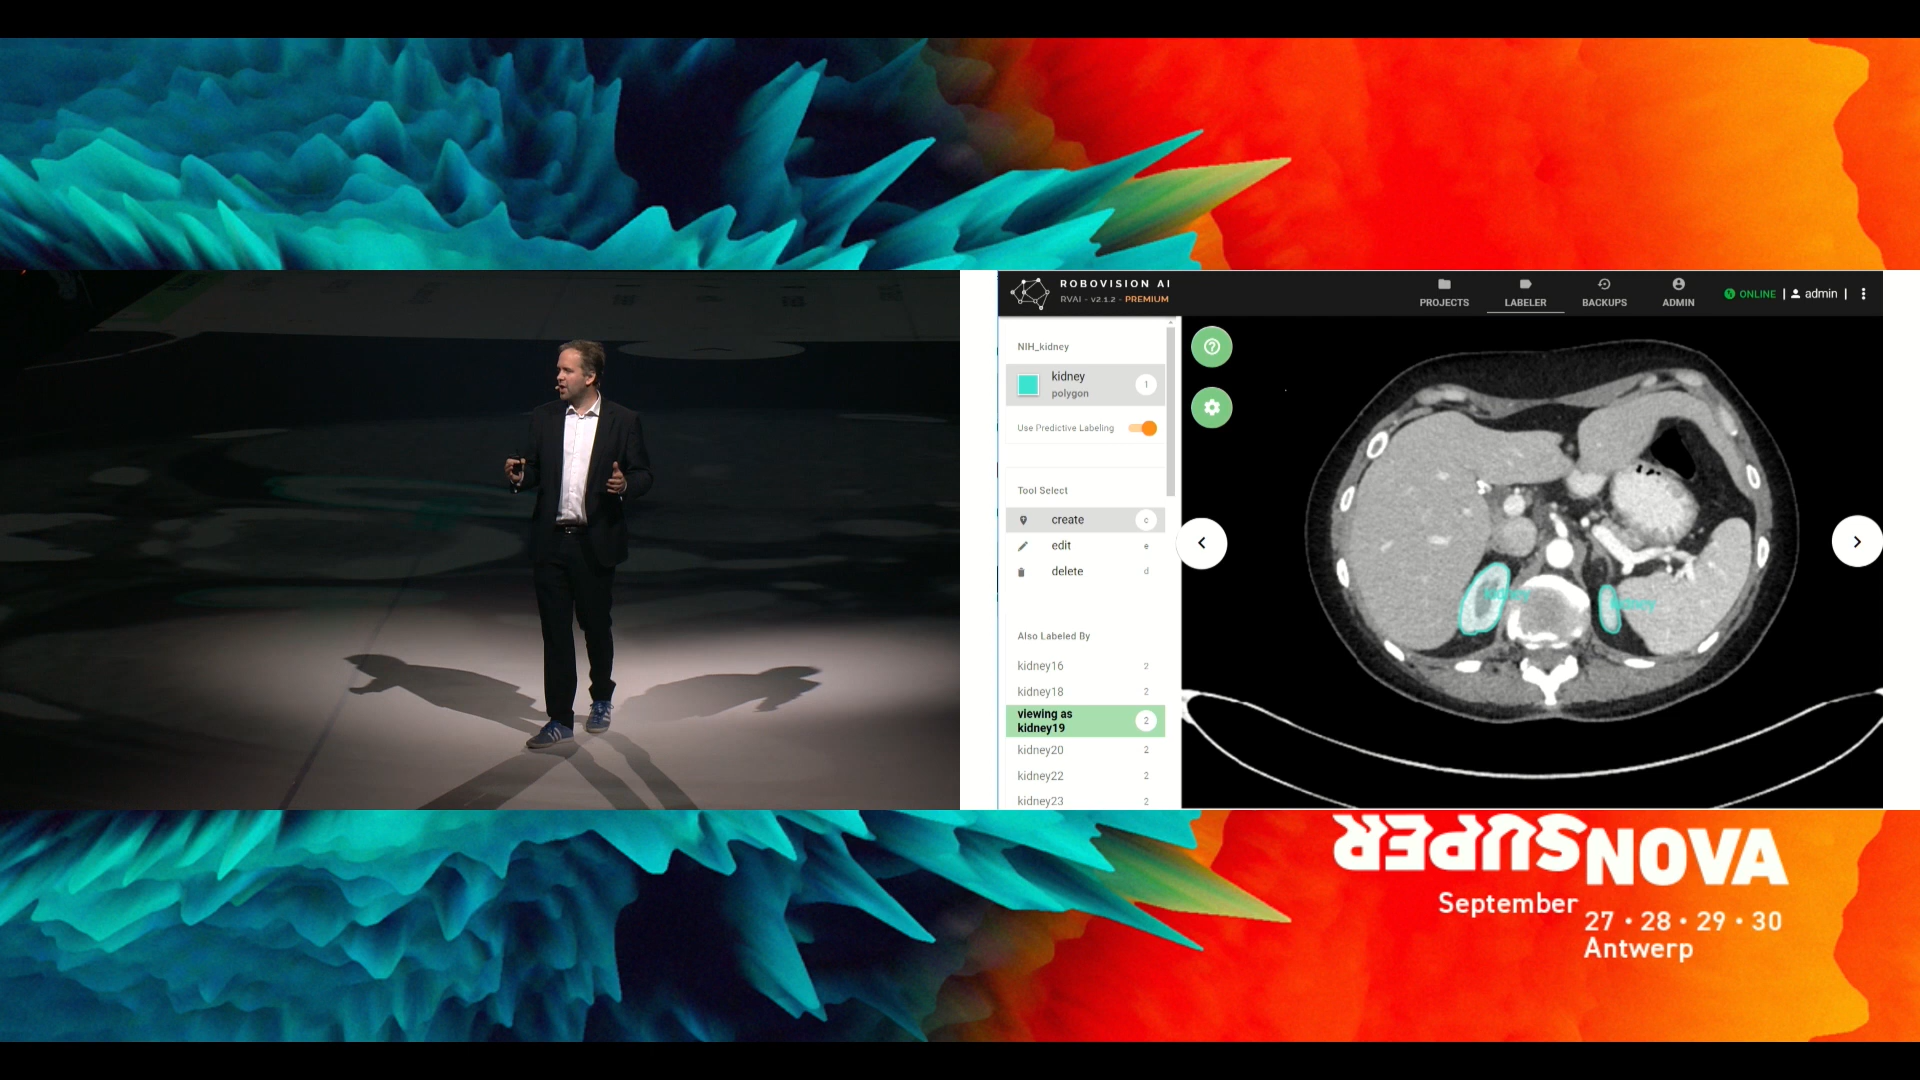 ROBOVISION AI
RVAI - v2.1.2 - PREMIUM
PROJECTS
LABELER
BACKUPS
ADMIN
ONLINE | admin |
NIH_kidney
kidney
1
polygon
Use Predictive Labeling
Tool Select
create c
edit e
delete d
Also Labeled By
kidney16 2
kidney18 2
viewing as
kidney19 2
kidney20 2
kidney22 2
kidney23 2
kidney
kidney
SUPERNOVA
September
27 • 28 • 29 • 30
Antwerp